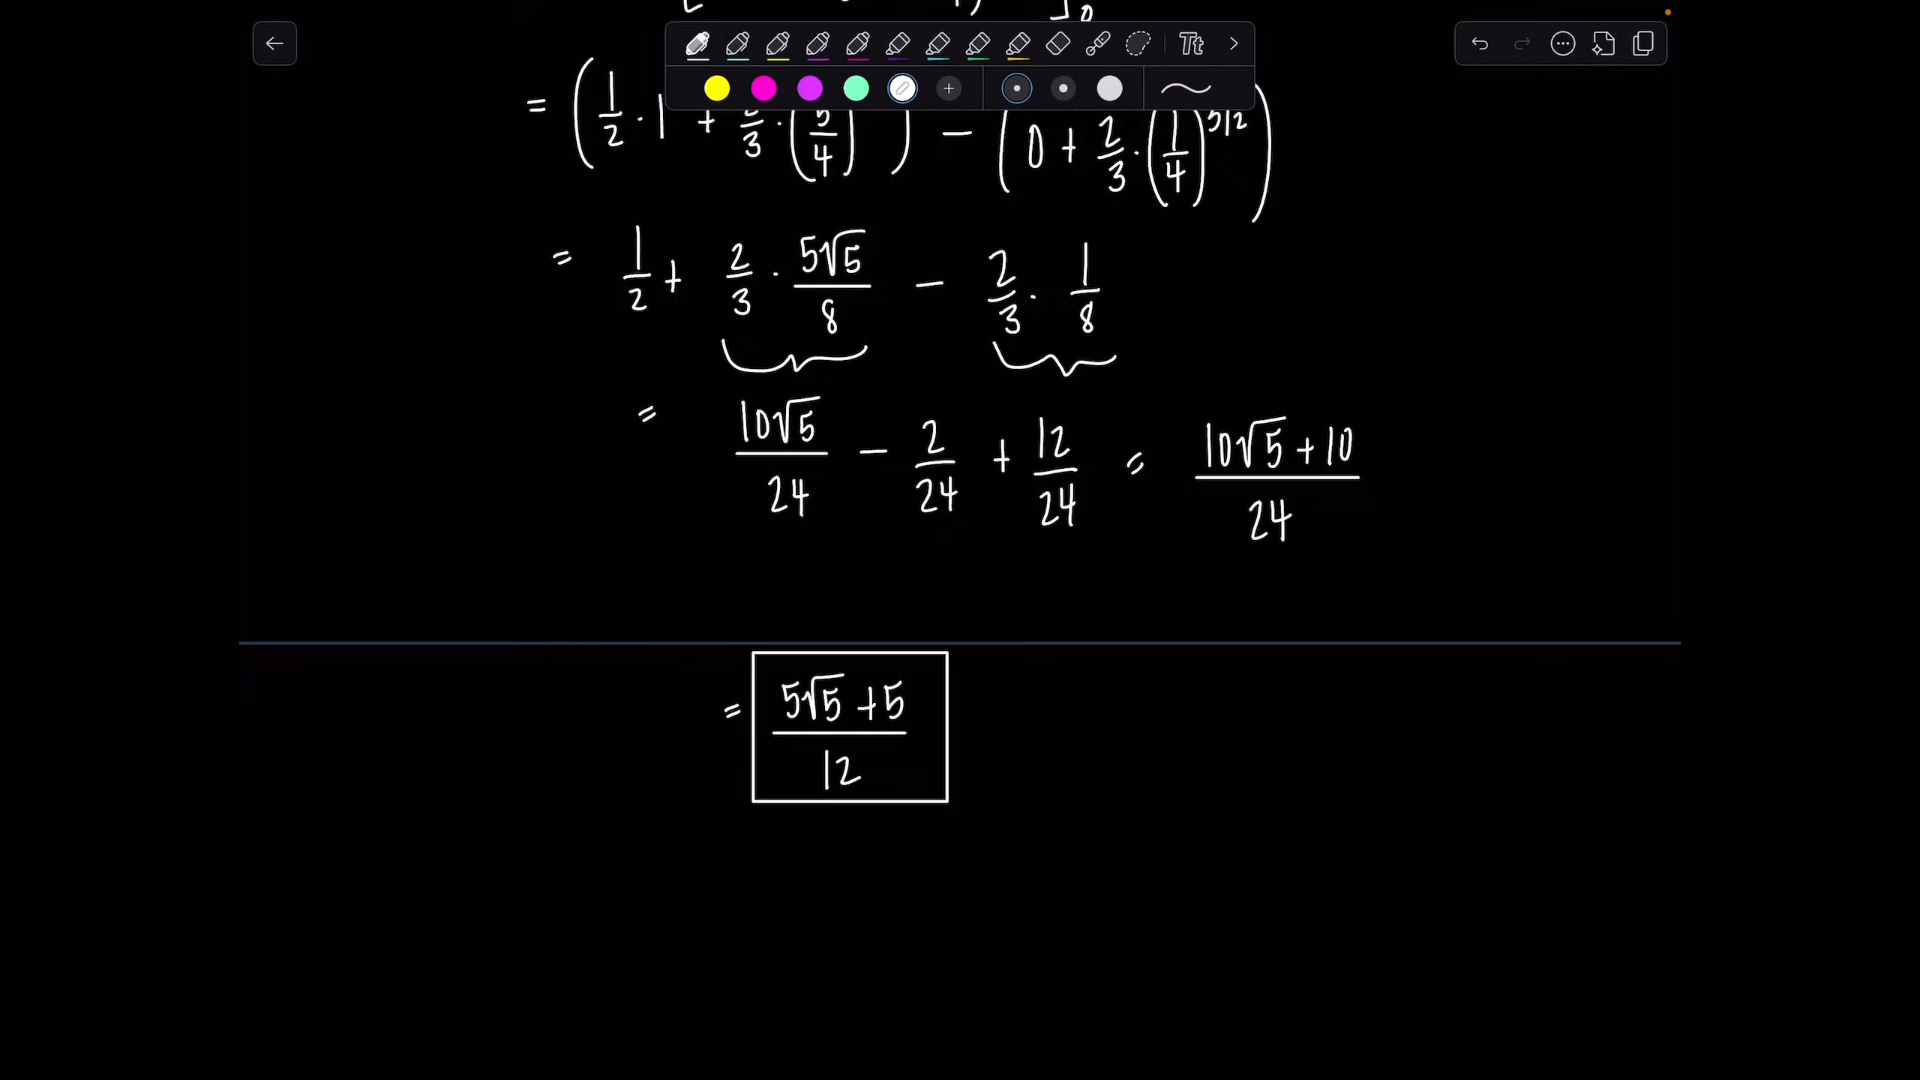 Tt
= (1/2 · 1 + 2/3 · (5/4) ) − (0 + 2/3 · (1/4)^3/2)
= 1/2 + 2/3 · 5√5/8 − 2/3 · 1/8
= 10√5/24 − 2/24 + 12/24 = 10√5 + 10/24
= 5√5 + 5/12